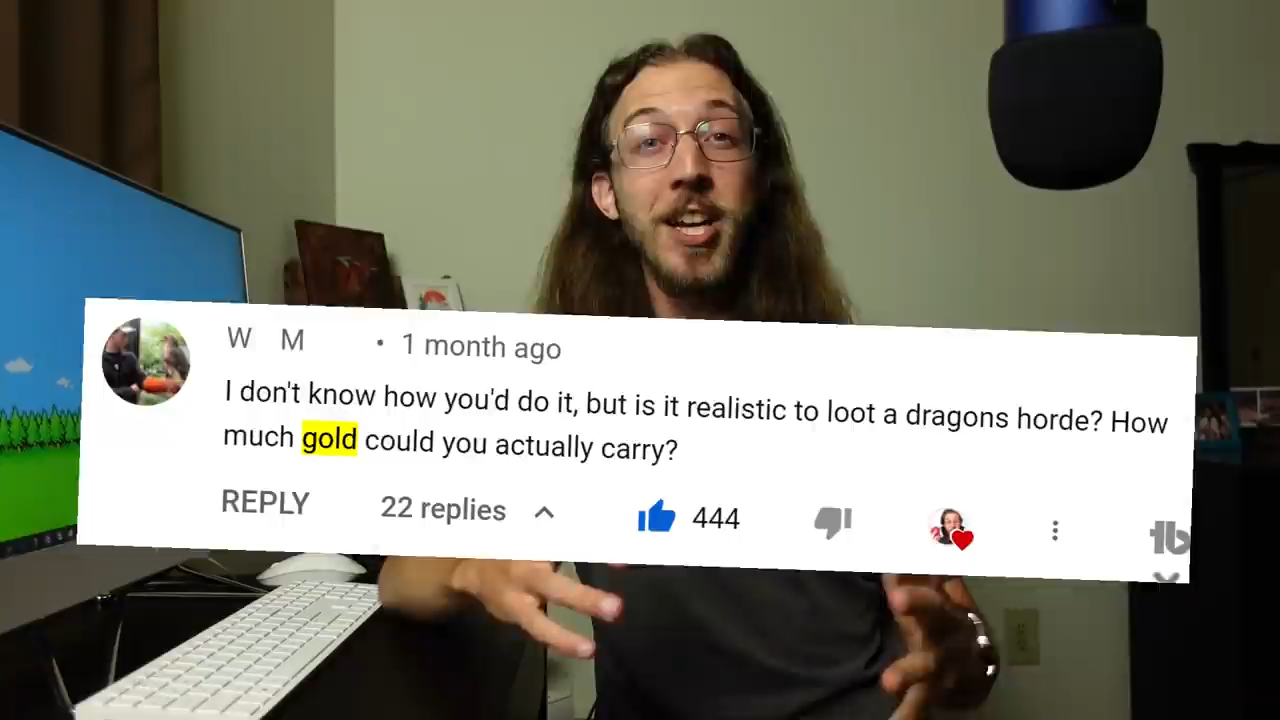 W M • 1 month ago
I don't know how you'd do it, but is it realistic to loot a dragons horde? How
much gold could you actually carry?
REPLY 22 replies 444
tb